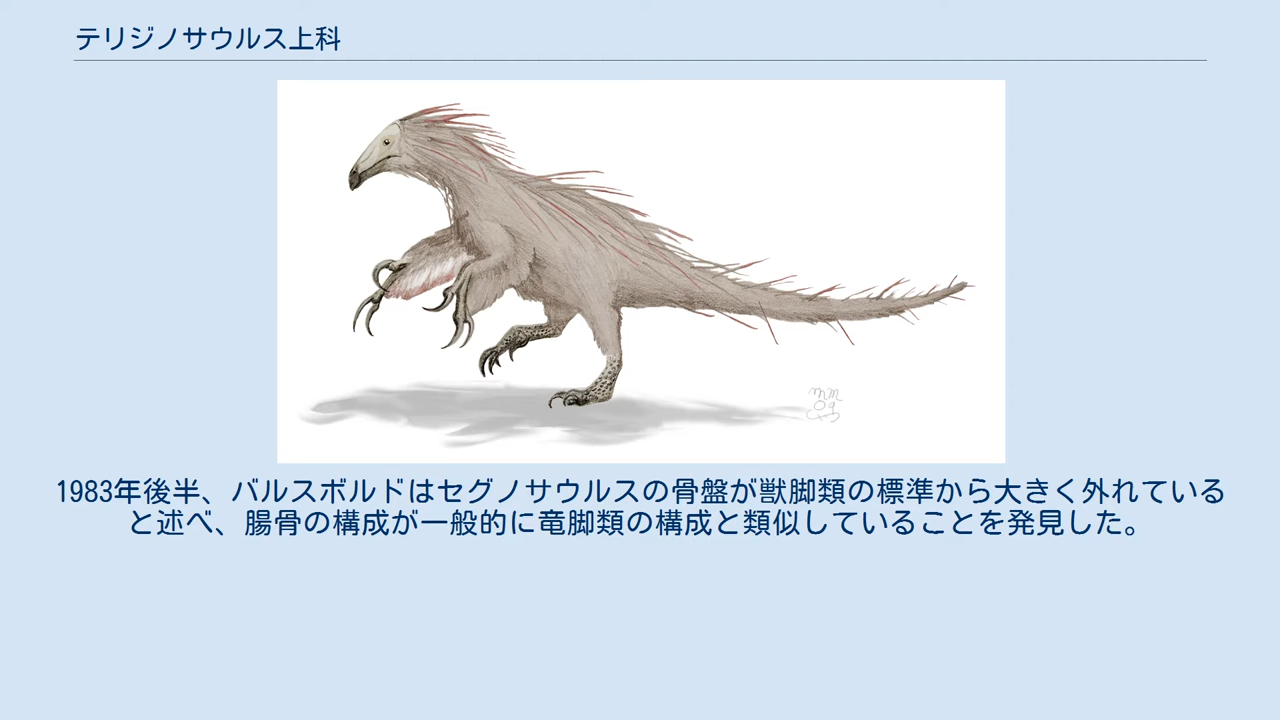 テリジノサウルス上科
1983年後半、バルスボルドはセグノサウルスの骨盤が獣脚類の標準から大きく外れている
と述べ、腸骨の構成が一般的に竜脚類の構成と類似していることを発見した。